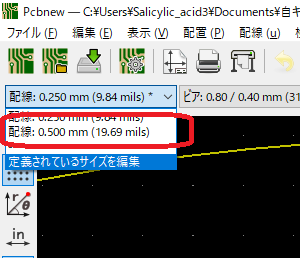 Pcbnew — C:¥Users¥Salicylic_acid3¥Documents¥自キ
ファイル (F) 編集(E) 表示(V) 配置(P) 配線(U)
配線: 0.250 mm (9.84 mils) * ビア: 0.80 / 0.40 mm (31
配線: 0.250 mm (9.84 mils)
配線: 0.500 mm (19.69 mils)
定義されているサイズを編集
r θ
in